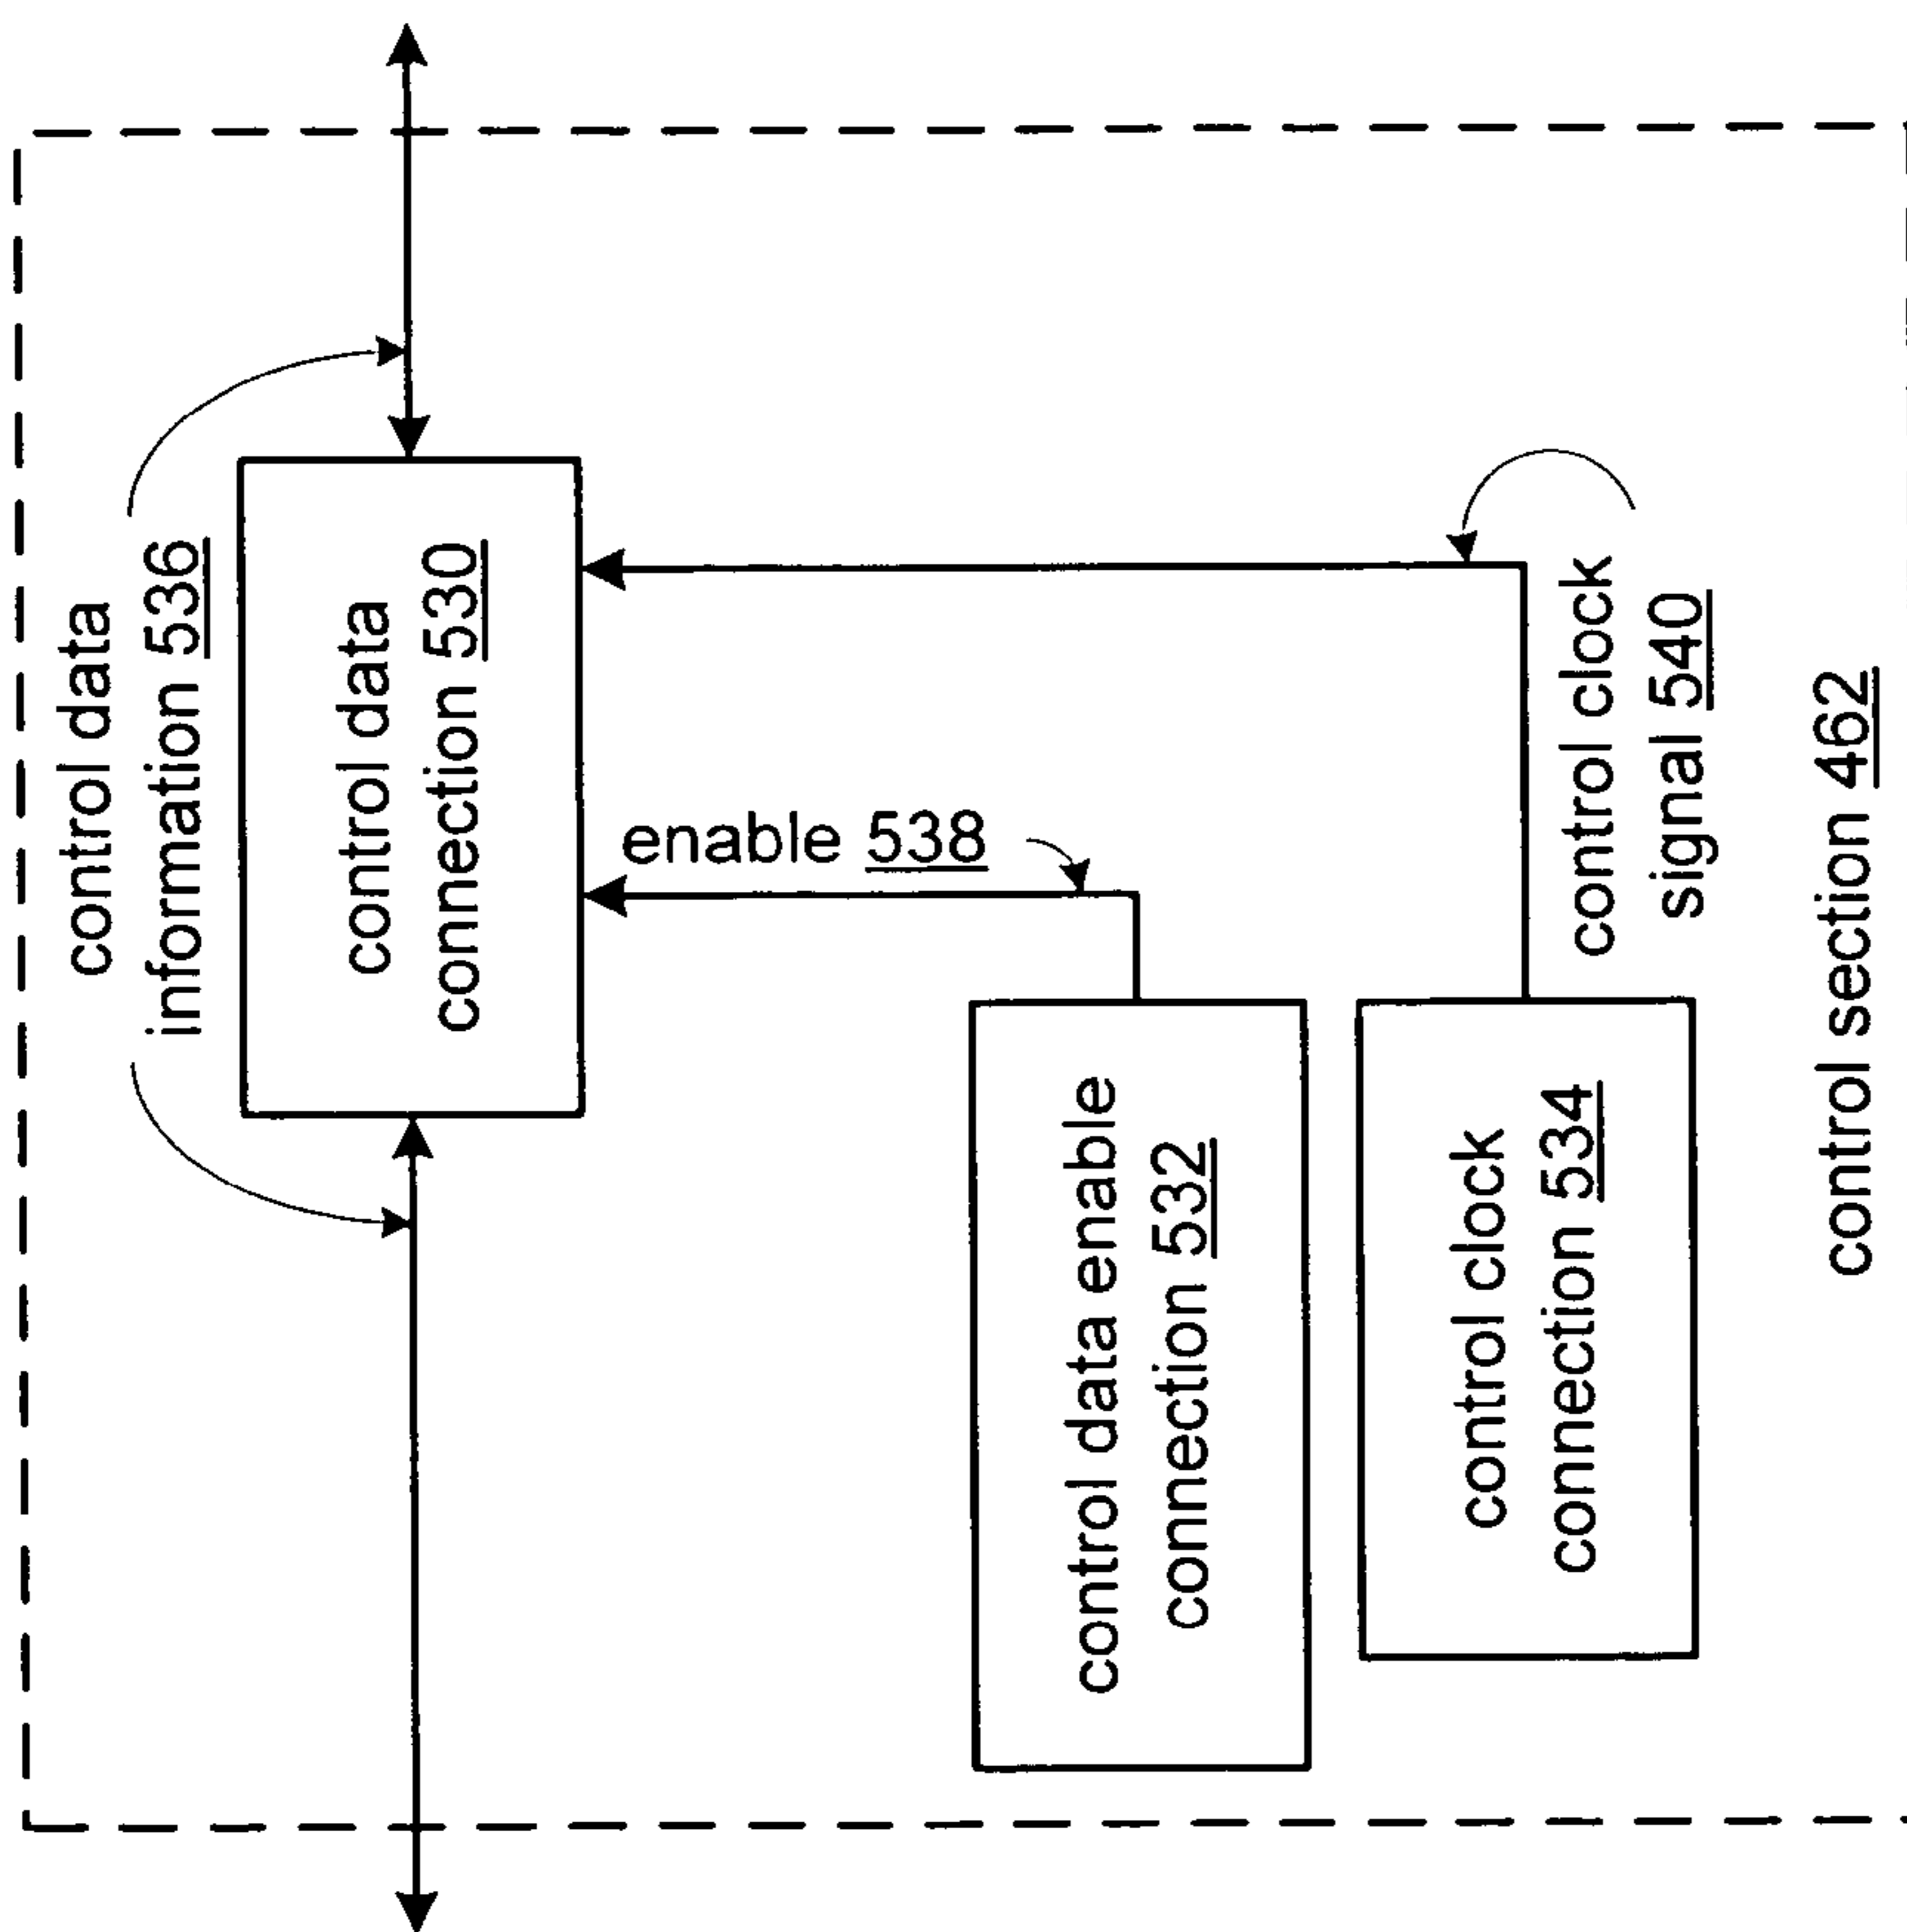 control data
information 536
control data
connection 530
enable 538
control data enable
connection 532
control clock
connection 534
control clock
signal 540
control section 462